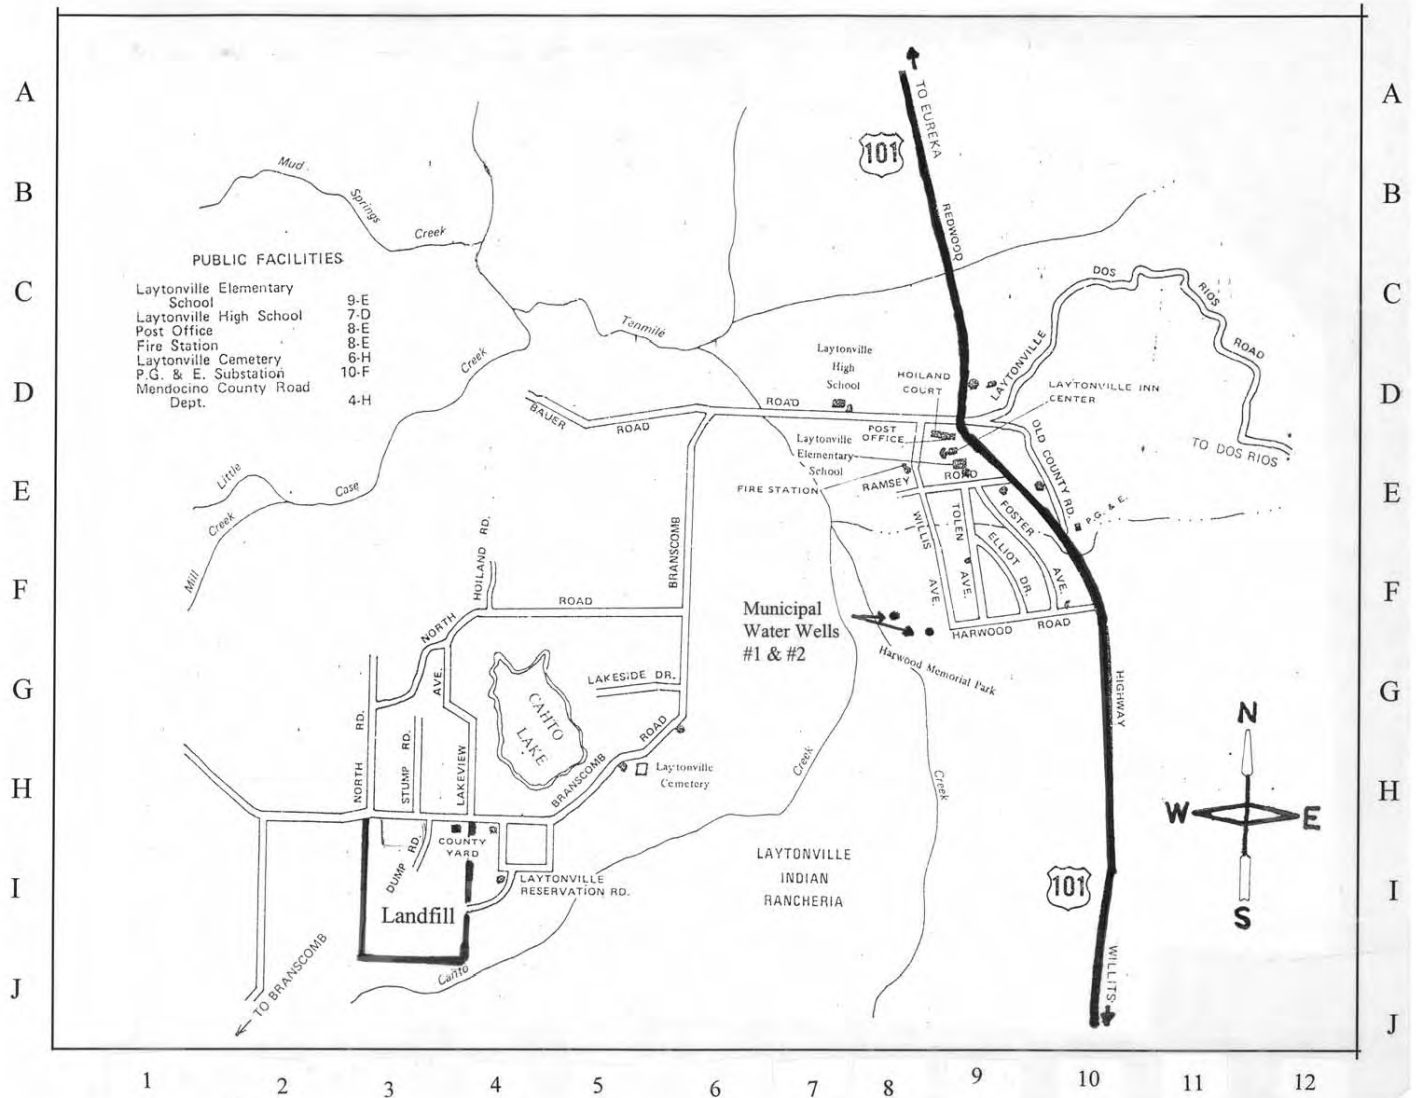 A
B
C
D
E
F
G
H
I
J
A
B
C
D
E
F
G
H
I
J
1
2
3
4
5
6
7
8
9
10
11
12
PUBLIC FACILITIES
Laytonville Elementary
School 9-E
Laytonville High School 7-D
Post Office 8-E
Fire Station 8-E
Laytonville Cemetery 6-H
P.G. & E. Substation 10-F
Mendocino County Road
Dept. 4-H
Mud
Springs
Creek
TO EUREKA
101
REDWOOD
DOS
RIOS
ROAD
LAYTONVILLE
TO DOS RIOS
Tenmile
Creek
Laytonville
High
School
HOILAND
COURT
LAYTONVILLE INN
CENTER
ROAD
BAUER
ROAD
POST
OFFICE
Laytonville
Elementary
School
FIRE STATION
RAMSEY
ROAD
OLD COUNTY RD.
P.G. & E.
Little
Case
Creek
Mill
HOILAND RD.
BRANSCOMB
WILLIS
AVE.
TOLEN
AVE.
FOSTER
AVE.
ELLIOT DR.
HARWOOD ROAD
NORTH
ROAD
Municipal
Water Wells
#1 & #2
Harwood Memorial Park
AVE.
LAKESIDE DR.
CAHTO
LAKE
HIGHWAY
N
W
E
S
NORTH RD.
STUMP RD.
LAKEVIEW
BRANSCOMB ROAD
Laytonville
Cemetery
Creek
Creek
COUNTY
YARD
DUMP RD.
LAYTONVILLE
RESERVATION RD.
LAYTONVILLE
INDIAN
RANCHERIA
101
Landfill
Cahto
TO BRANSCOMB
WILLITS